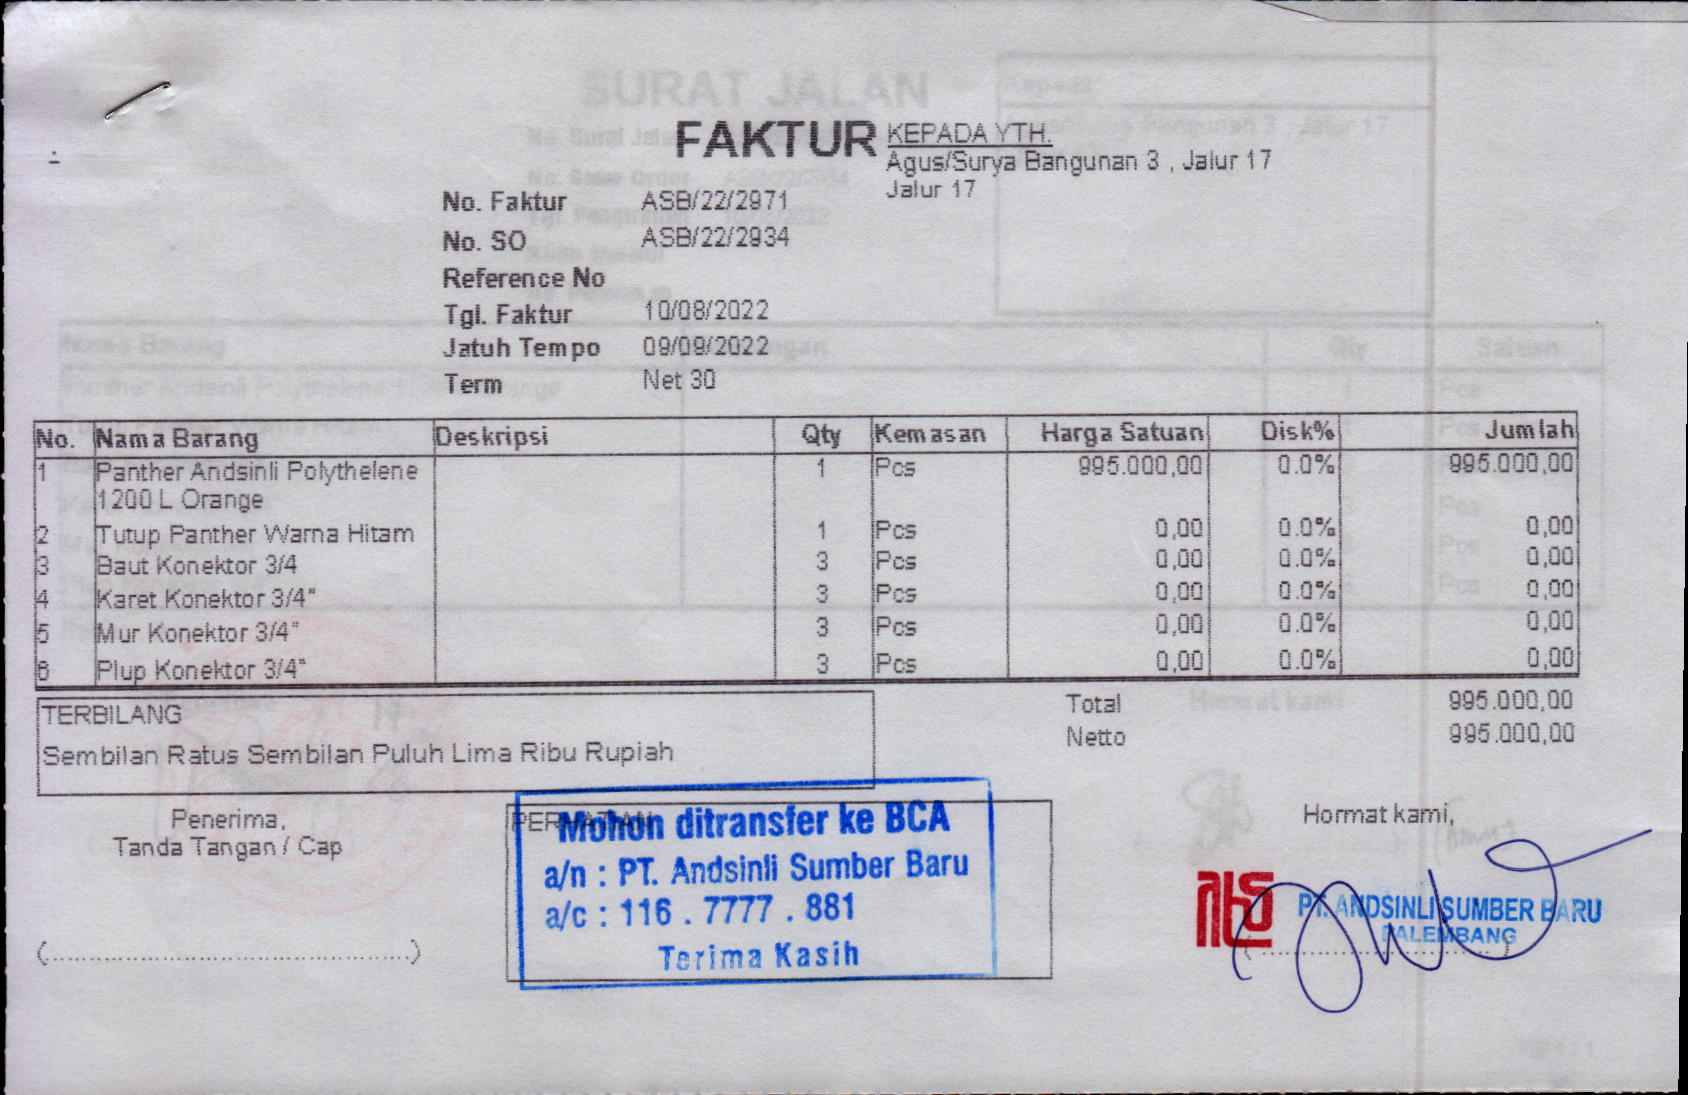 FAKTUR
KEPADA YTH.
Agus/Surya Bangunan 3 , Jalur 17
Jalur 17
No. Faktur ASB/22/2971
No. SO ASB/22/2934
Reference No
Tgl. Faktur 10/08/2022
Jatuh Tempo 09/09/2022
Term Net 30
No. Nama Barang Deskripsi Qty Kemasan Harga Satuan Disk% Jumlah
1 Panther Andsinli Polythelene 1 Pcs 995.000,00 0.0% 995.000,00
1200 L Orange
2 Tutup Panther Warna Hitam 1 Pcs 0,00 0.0% 0,00
3 Baut Konektor 3/4 3 Pcs 0,00 0.0% 0,00
4 Karet Konektor 3/4" 3 Pcs 0,00 0.0% 0,00
5 Mur Konektor 3/4" 3 Pcs 0,00 0.0% 0,00
6 Plup Konektor 3/4" 3 Pcs 0,00 0.0% 0,00
Total 995.000,00
Netto 995.000,00
TERBILANG
Sembilan Ratus Sembilan Puluh Lima Ribu Rupiah
Penerima,
Tanda Tangan / Cap
(..............................................)
Mohon ditransfer ke BCA
a/n : PT. Andsinli Sumber Baru
a/c : 116 . 7777 . 881
Terima Kasih
Hormat kami,
PT. ANDSINLI SUMBER BARU
PALEMBANG
SURAT JALAN